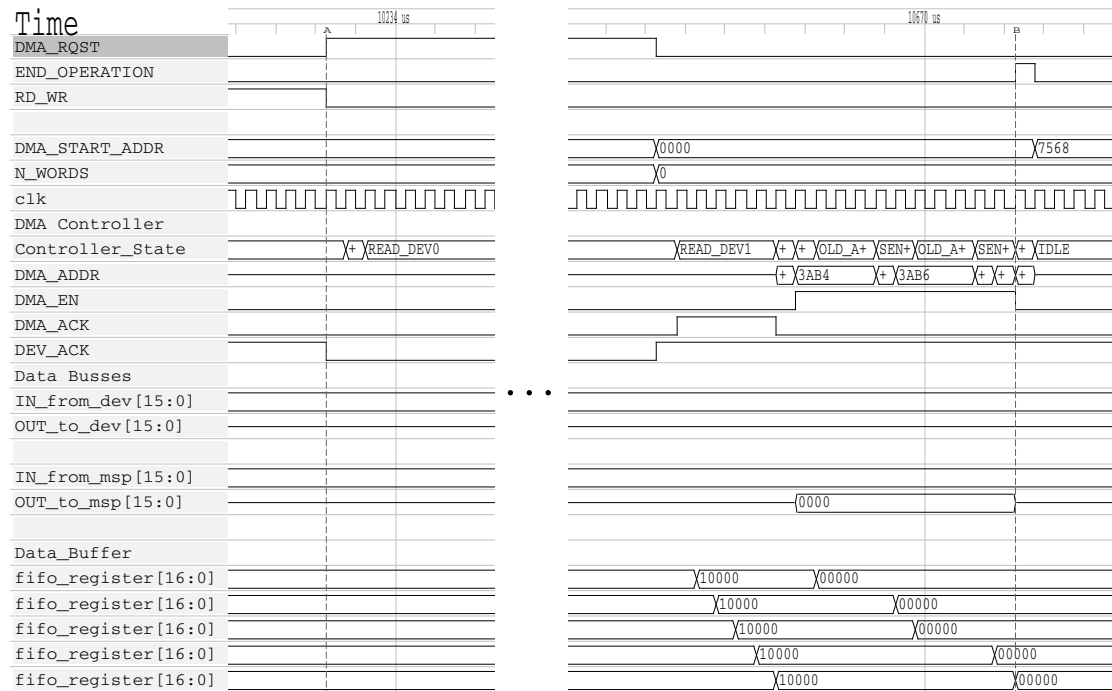 Time
10234 us 10670 us
A B
DMA_RQST
END_OPERATION
RD_WR
DMA_START_ADDR 0000 7568
N_WORDS 0
clk
DMA Controller
Controller_State + READ_DEV0 READ_DEV1 + + OLD_A+ SEN+ OLD_A+ SEN+ + IDLE
DMA_ADDR + 3AB4 + 3AB6 + + +
DMA_EN
DMA_ACK
DEV_ACK
Data Busses
...
IN_from_dev[15:0]
OUT_to_dev[15:0]
IN_from_msp[15:0]
OUT_to_msp[15:0] 0000
Data_Buffer
fifo_register[16:0] 10000 00000
fifo_register[16:0] 10000 00000
fifo_register[16:0] 10000 00000
fifo_register[16:0] 10000 00000
fifo_register[16:0] 10000 00000